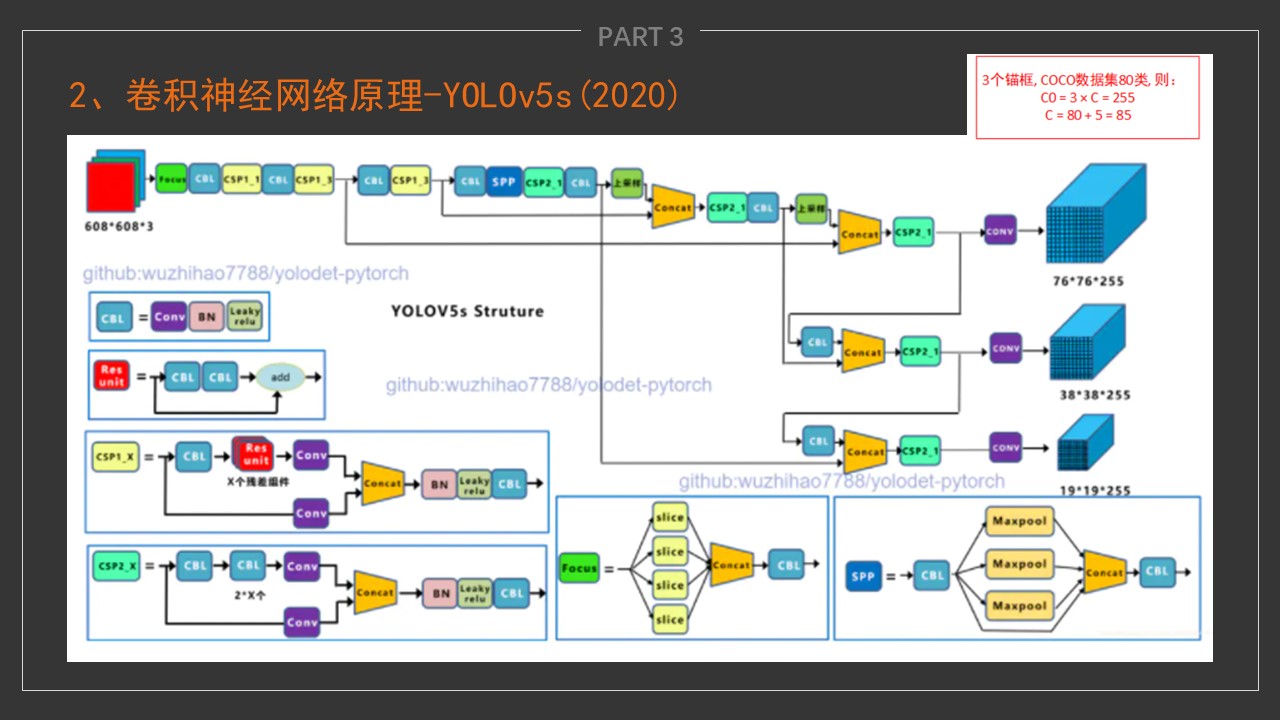 PART 3
2、卷积神经网络原理-YOLOv5s(2020)
3个锚框, COCO数据集80类, 则：
C0 = 3 × C = 255
C = 80 + 5 = 85
Focus CBL CSP1_1 CBL CSP1_3 CBL CSP1_3 CBL SPP CSP2_1 CBL 上采样
Concat CSP2_1 CBL 上采样
Concat CSP2_1 CONV
608*608*3
76*76*255
github:wuzhihao7788/yolodet-pytorch
CBL = Conv BN Leaky relu
YOLOV5s Struture
CBL Concat CSP2_1 CONV
38*38*255
Res unit = CBL CBL add
github:wuzhihao7788/yolodet-pytorch
CBL Concat CSP2_1 CONV
19*19*255
github:wuzhihao7788/yolodet-pytorch
CSP1_X = CBL Res unit Conv
X个残差组件
Concat BN Leaky relu CBL
Conv
CSP2_X = CBL CBL Conv
2*X个
Concat BN Leaky relu CBL
Conv
slice
slice
Focus = Concat CBL
slice
slice
Maxpool
Maxpool
SPP = CBL Concat CBL
Maxpool